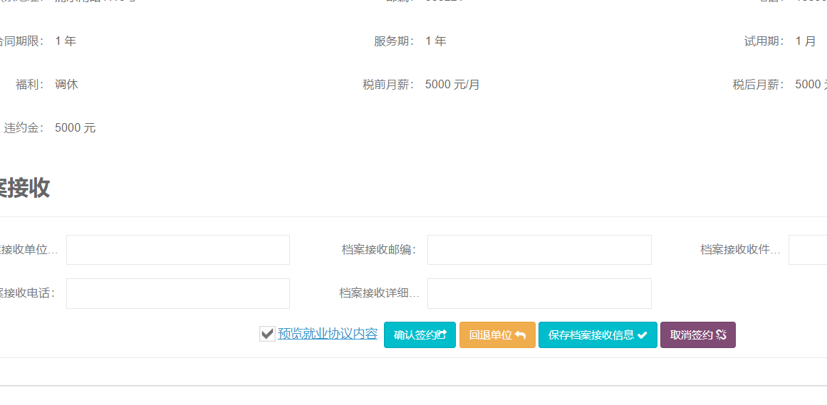 同期限： 1 年 服务期： 1 年 试用期： 1 月
福利： 调休 税前月薪： 5000 元/月 税后月薪： 5000
违约金： 5000 元
案接收
接收单位... 档案接收邮编： 档案接收收件...
接收电话： 档案接收详细...
预览就业协议内容 确认签约 回退单位 保存档案接收信息 取消签约